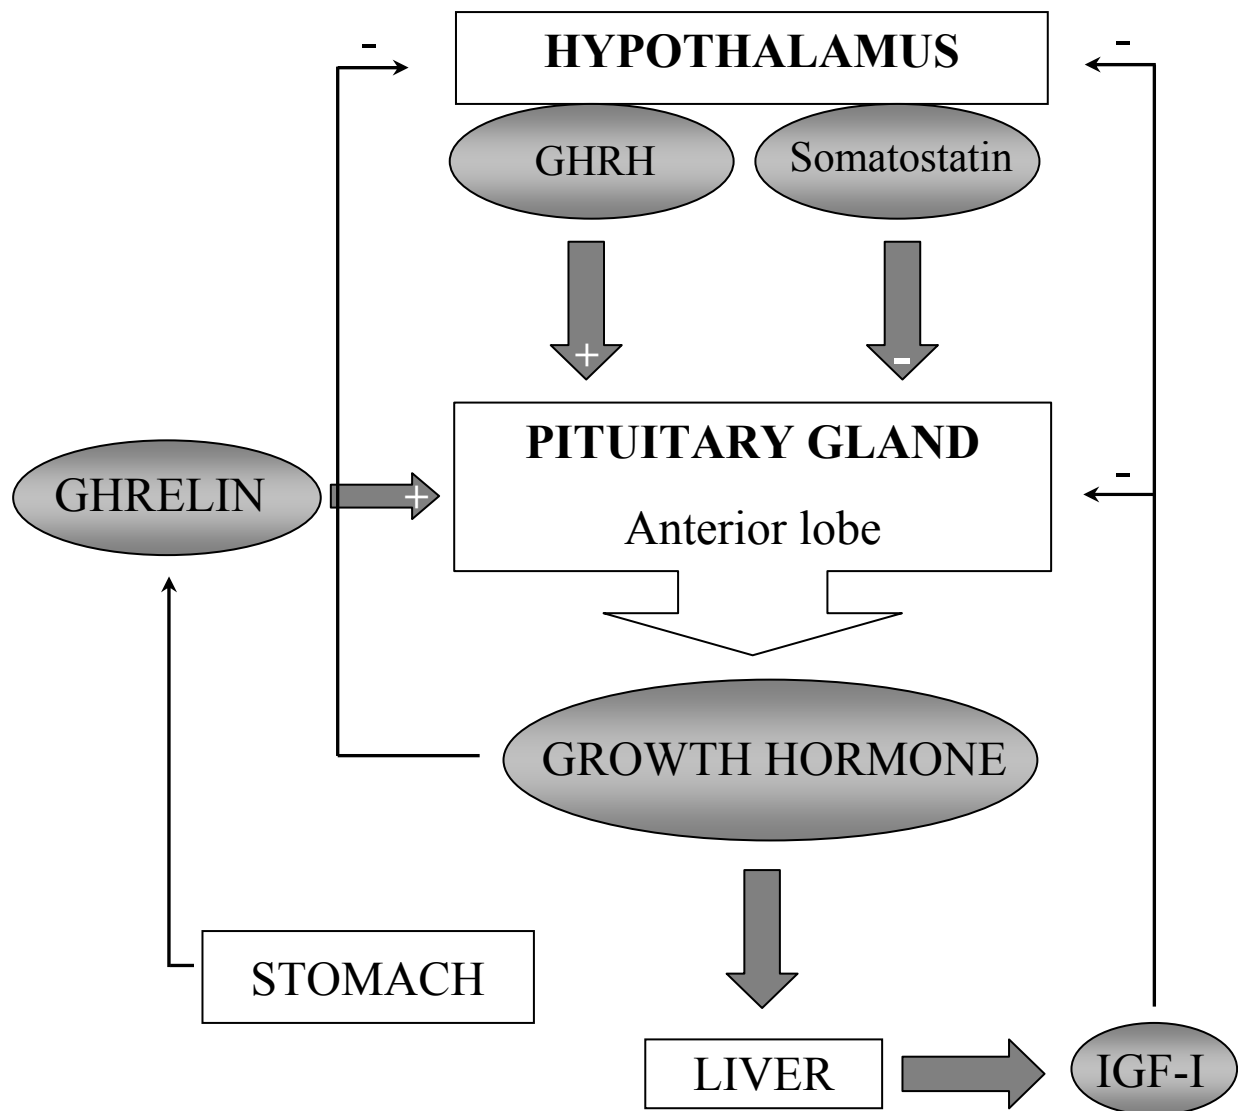 -
-
HYPOTHALAMUS
GHRH
Somatostatin
+
-
PITUITARY GLAND
-
GHRELIN
+
Anterior lobe
GROWTH HORMONE
STOMACH
LIVER
IGF-I